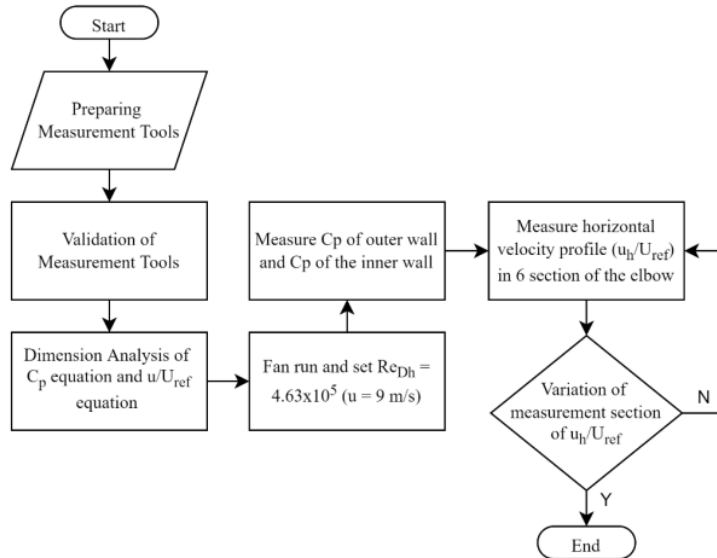 Start
Preparing
Measurement Tools
Validation of
Measurement Tools
Dimension Analysis of
Cp equation and u/Uref
equation
Fan run and set ReDh =
4.63x10⁵ (u = 9 m/s)
Measure Cp of outer wall
and Cp of the inner wall
Measure horizontal
velocity profile (uh/Uref)
in 6 section of the elbow
Variation of
measurement section
of uh/Uref
N
Y
End